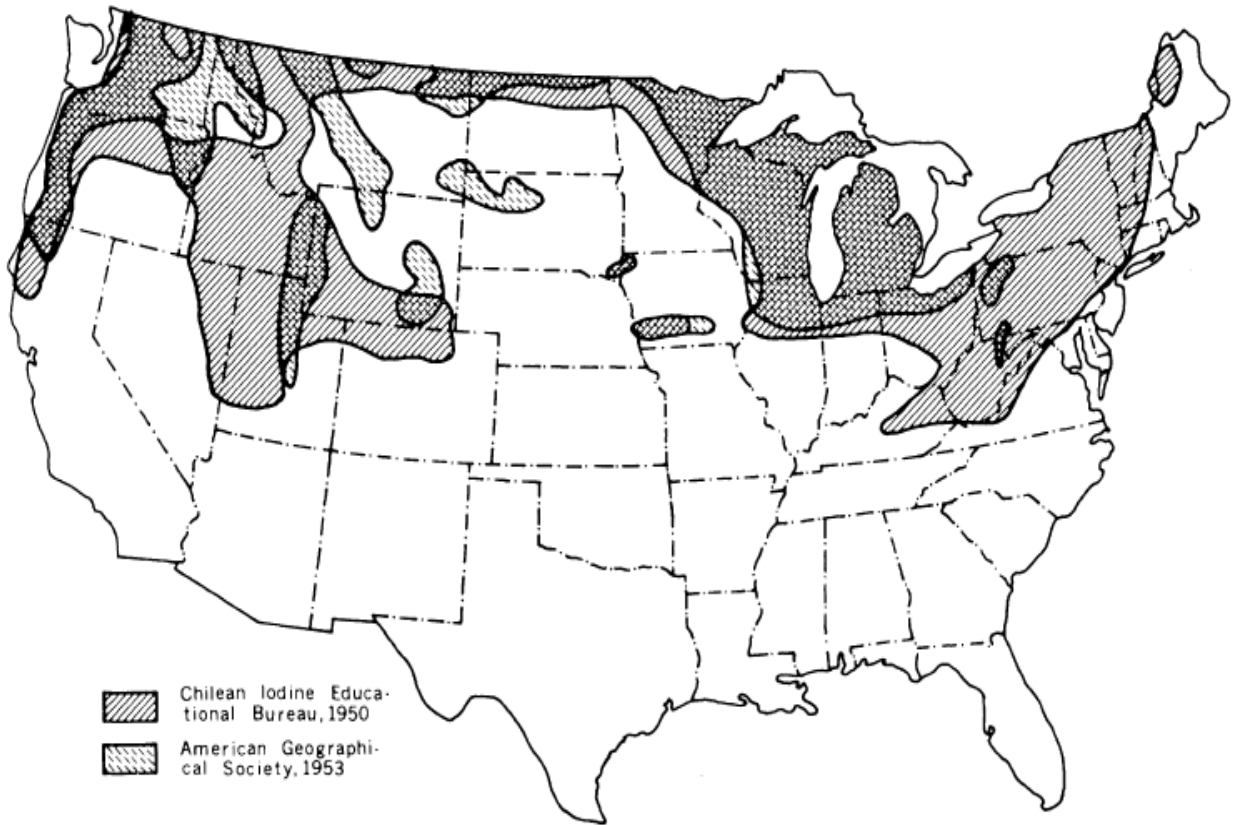 Chilean Iodine Educa-
tional Bureau, 1950
American Geographi-
cal Society, 1953